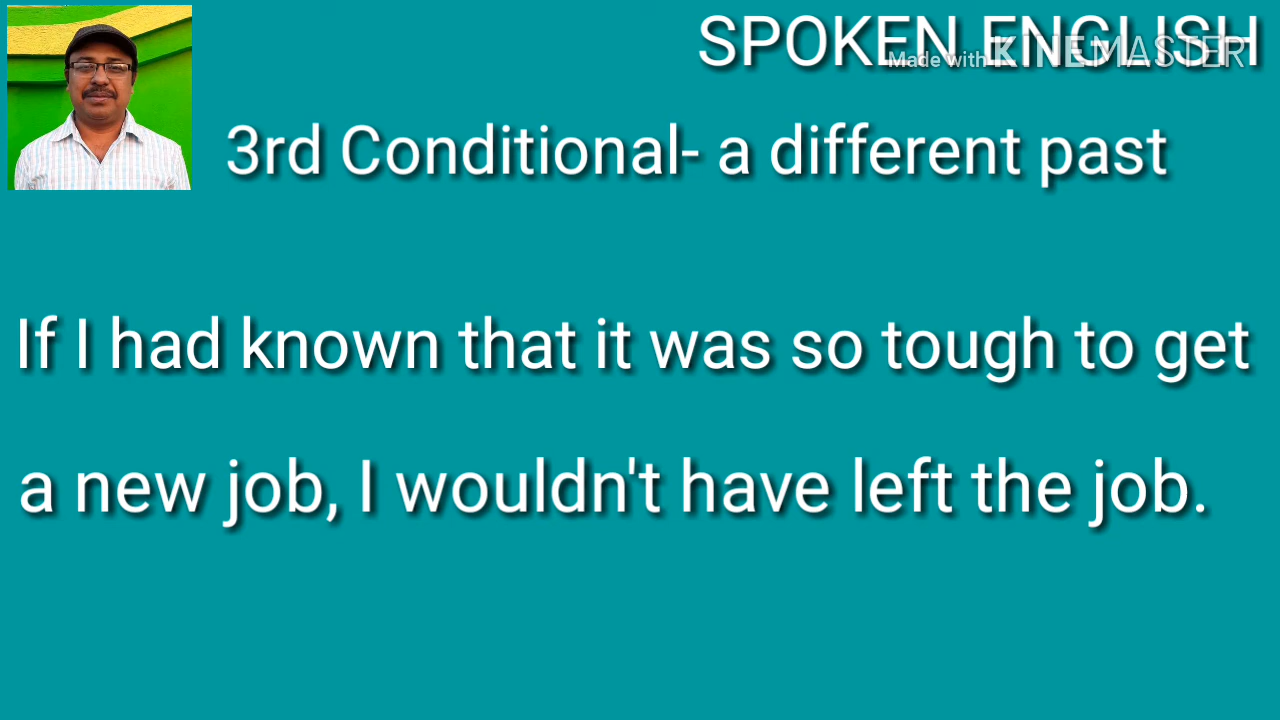 SPOKEN ENGLISH
Made with KINEMASTER
3rd Conditional- a different past
If I had known that it was so tough to get
a new job, I wouldn't have left the job.